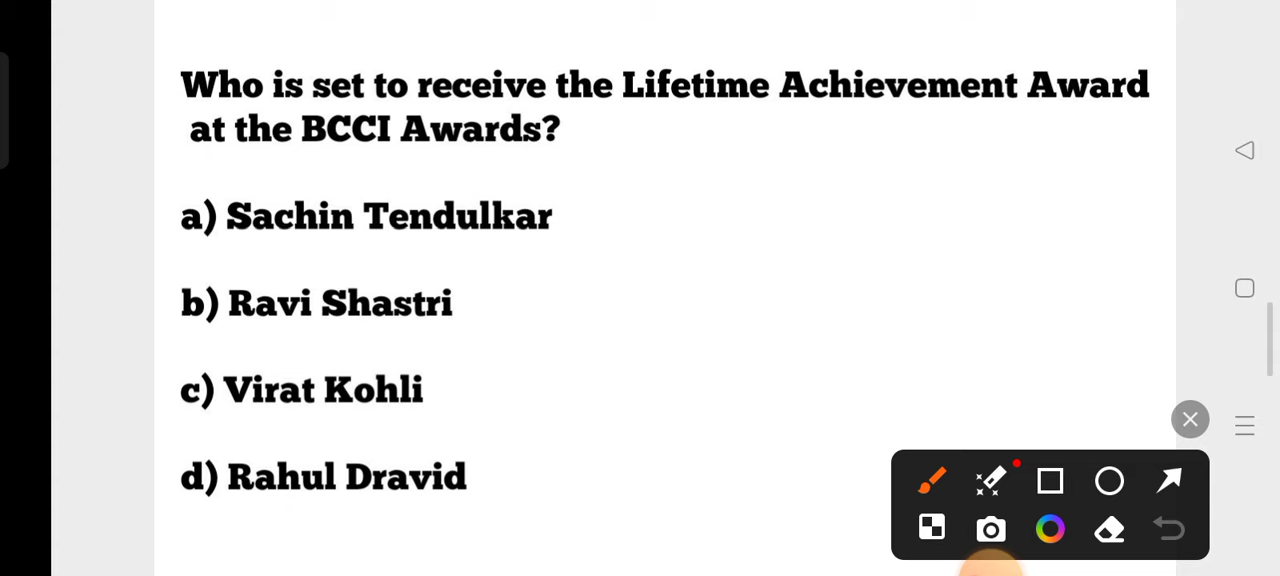 Who is set to receive the Lifetime Achievement Award
at the BCCI Awards?
a) Sachin Tendulkar
b) Ravi Shastri
c) Virat Kohli
d) Rahul Dravid